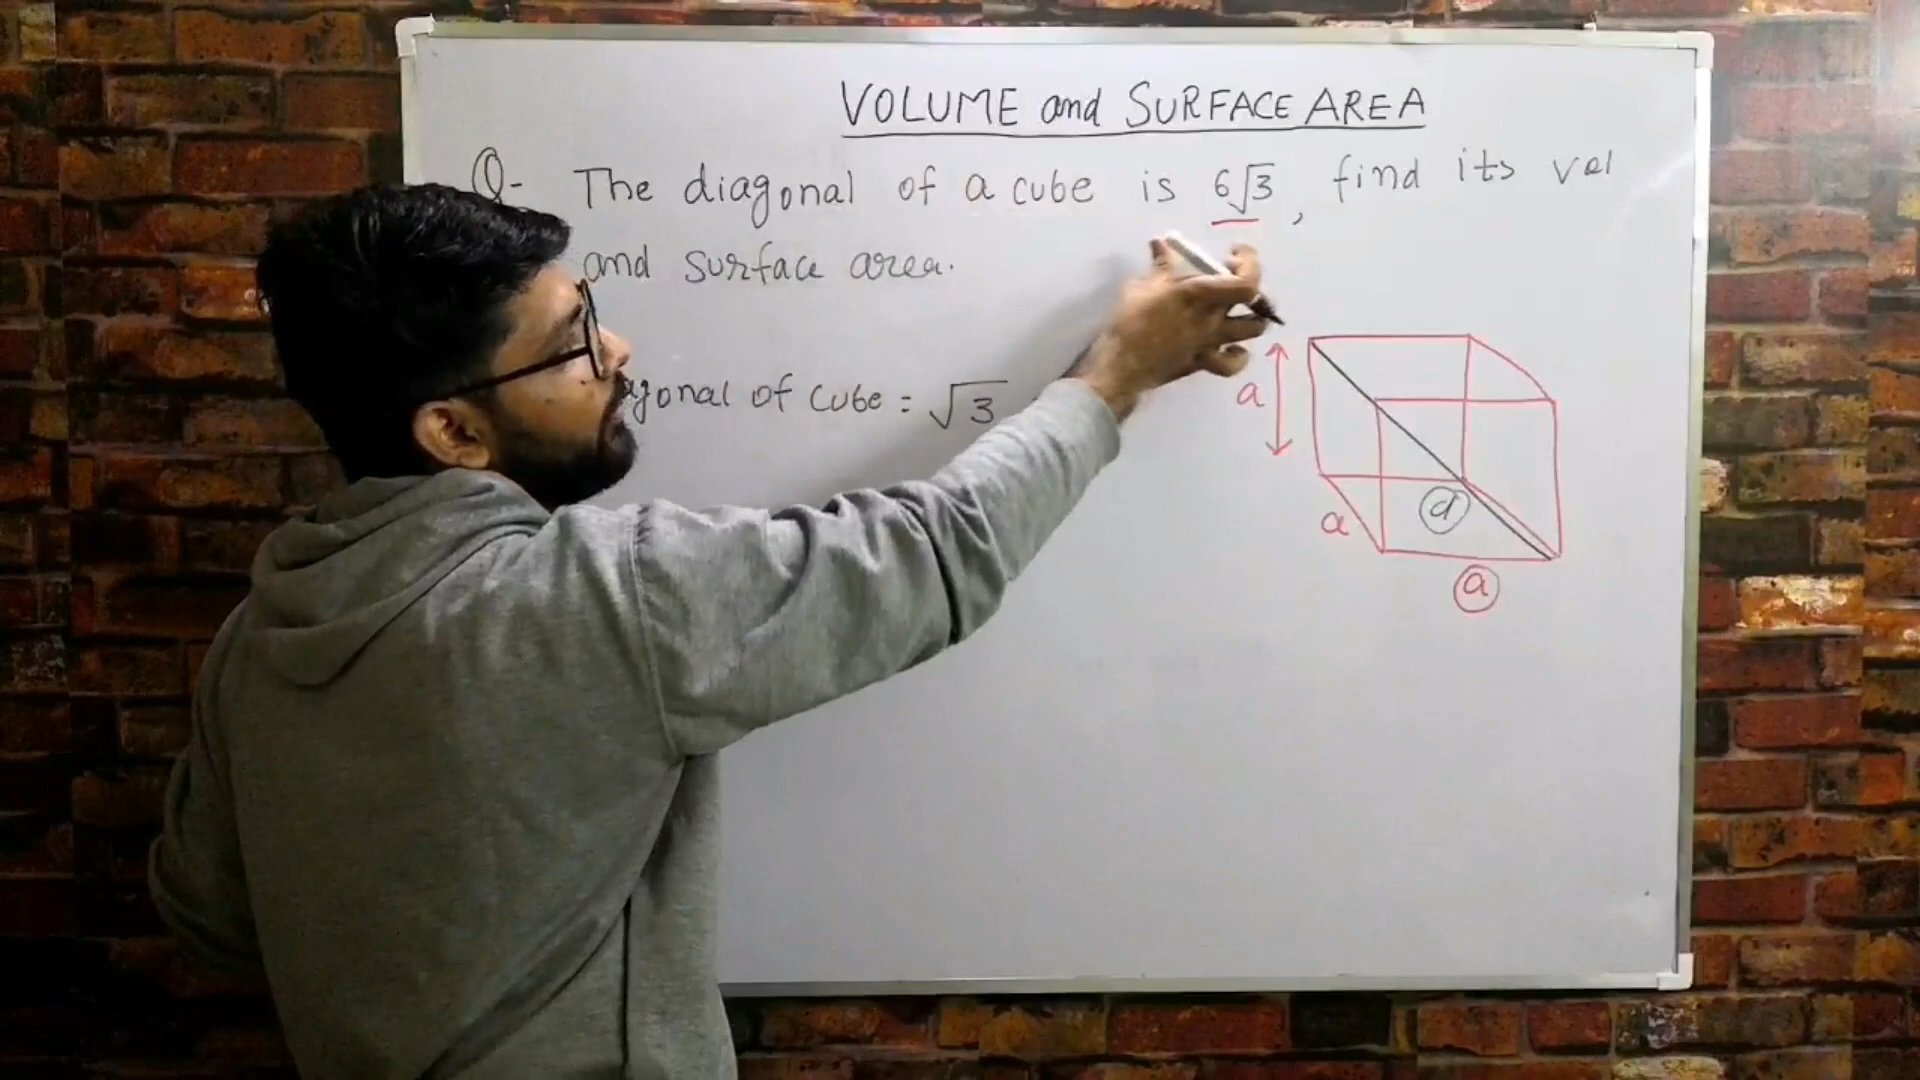 VOLUME and SURFACE AREA
Q- The diagonal of a cube is 6√3, find its vol
and surface area.
gonal of cube = √3
a
a
d
a